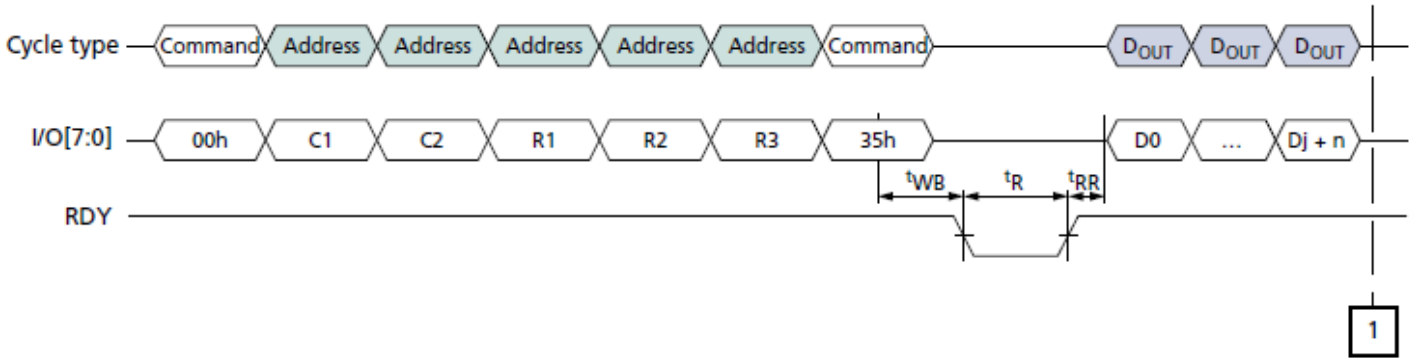 Cycle type Command Address Address Address Address Address Command DOUT DOUT DOUT
I/O[7:0] 00h C1 C2 R1 R2 R3 35h D0 ... Dj + n
tWB tR tRR
RDY
1